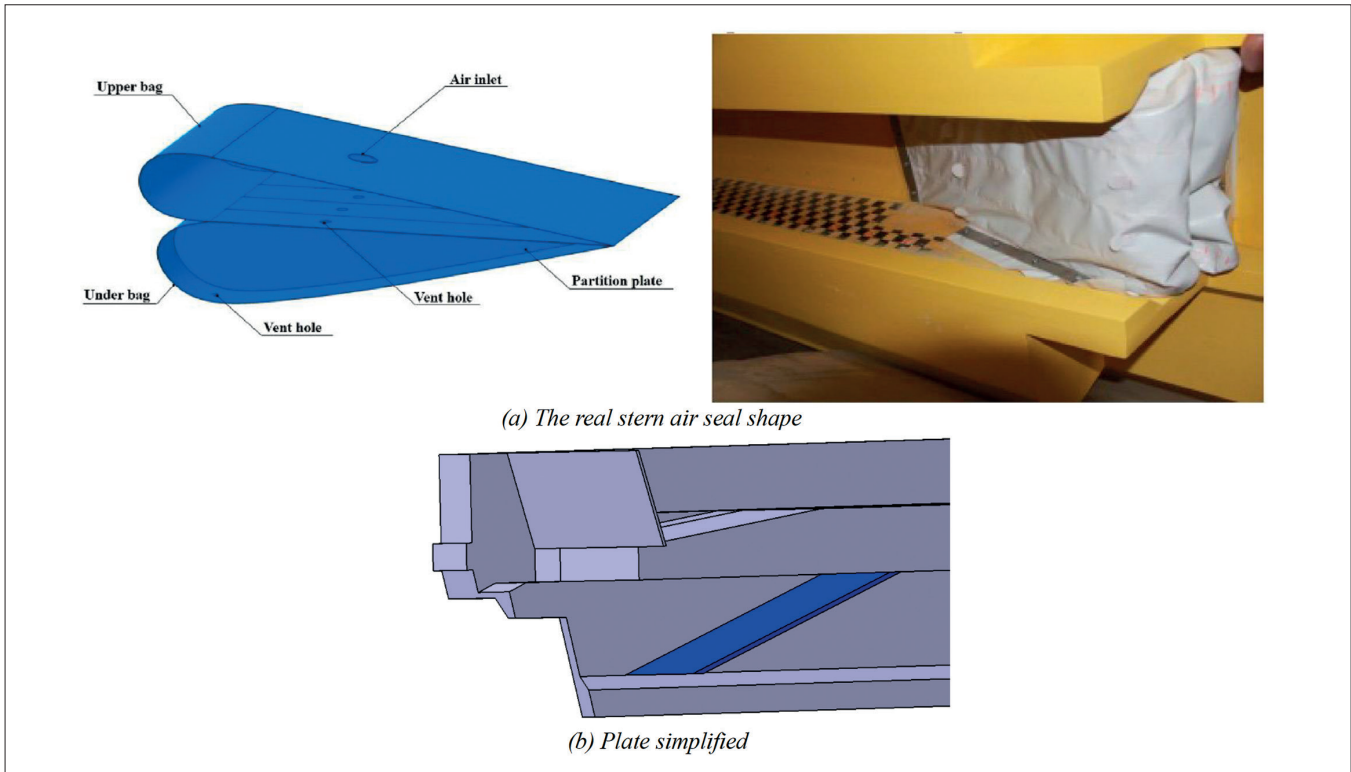 Upper bag
Air inlet
Under bag
Vent hole
Vent hole
Partition plate
(a) The real stern air seal shape
(b) Plate simplified